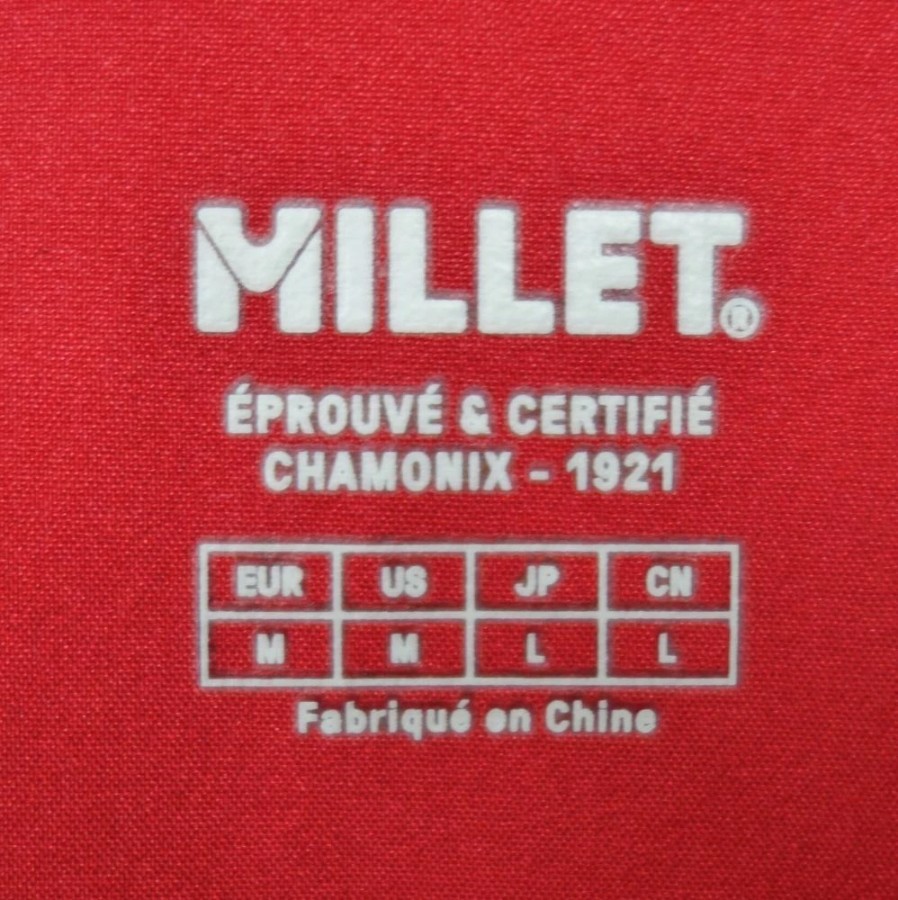 MILLET®
ÉPROUVÉ & CERTIFIÉ
CHAMONIX - 1921
EUR US JP CN
M M L L
Fabriqué en Chine